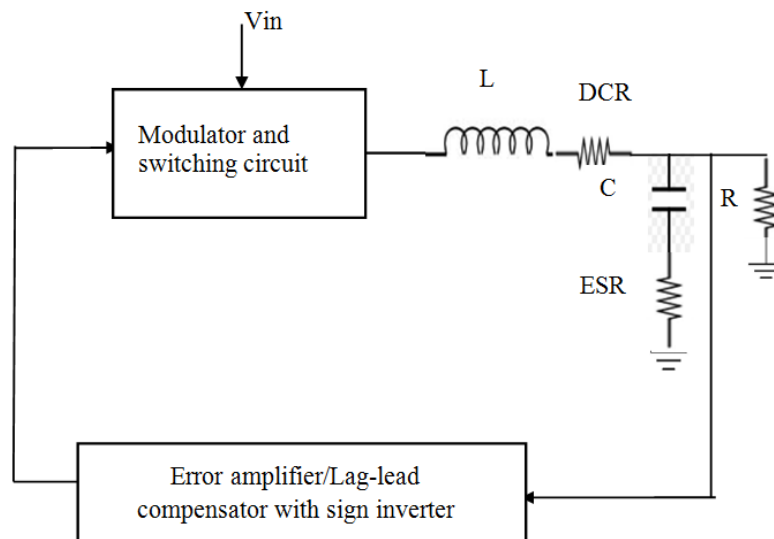 Vin
Modulator and
switching circuit
L
DCR
C
R
ESR
Error amplifier/Lag-lead
compensator with sign inverter